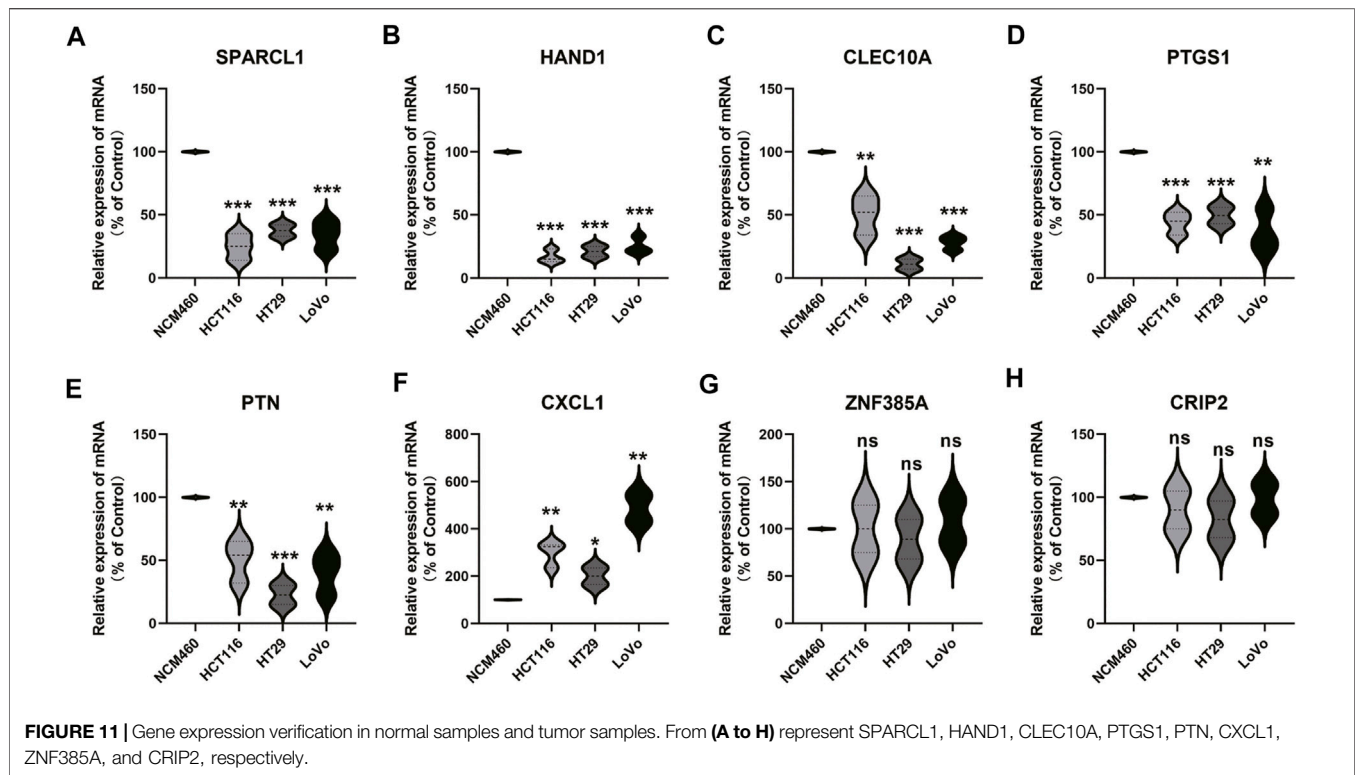 A
SPARCL1
Relative expression of mRNA
(% of Control)
150
100
50
0
***
***
***
NCM460
HCT116
HT29
LoVo
B
HAND1
Relative expression of mRNA
(% of Control)
150
100
50
0
***
***
***
NCM460
HCT116
HT29
LoVo
C
CLEC10A
Relative expression of mRNA
(% of Control)
150
100
50
0
**
***
***
NCM460
HCT116
HT29
LoVo
D
PTGS1
Relative expression of mRNA
(% of Control)
150
100
50
0
***
***
**
NCM460
HCT116
HT29
LoVo
E
PTN
Relative expression of mRNA
(% of Control)
150
100
50
0
**
***
**
NCM460
HCT116
HT29
LoVo
F
CXCL1
Relative expression of mRNA
(% of Control)
800
600
400
200
0
**
*
**
NCM460
HCT116
HT29
LoVo
G
ZNF385A
Relative expression of mRNA
(% of Control)
200
150
100
50
0
ns
ns
ns
NCM460
HCT116
HT29
LoVo
H
CRIP2
Relative expression of mRNA
(% of Control)
150
100
50
0
ns
ns
ns
NCM460
HCT116
HT29
LoVo
FIGURE 11 | Gene expression verification in normal samples and tumor samples. From (A to H) represent SPARCL1, HAND1, CLEC10A, PTGS1, PTN, CXCL1,
ZNF385A, and CRIP2, respectively.